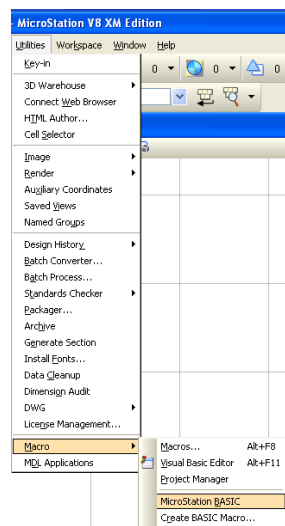 MicroStation V8 XM Edition
Utilities Workspace Window Help
Key-in
0 0 0
3D Warehouse
Connect Web Browser
HTML Author...
Cell Selector
Image
Render
Auxiliary Coordinates
Saved Views
Named Groups
Design History
Batch Converter...
Batch Process...
Standards Checker
Packager...
Archive
Generate Section
Install Fonts...
Data Cleanup
Dimension Audit
DWG
License Management...
Macro
MDL Applications
Macros... Alt+F8
Visual Basic Editor Alt+F11
Project Manager
MicroStation BASIC
Create BASIC Macro...